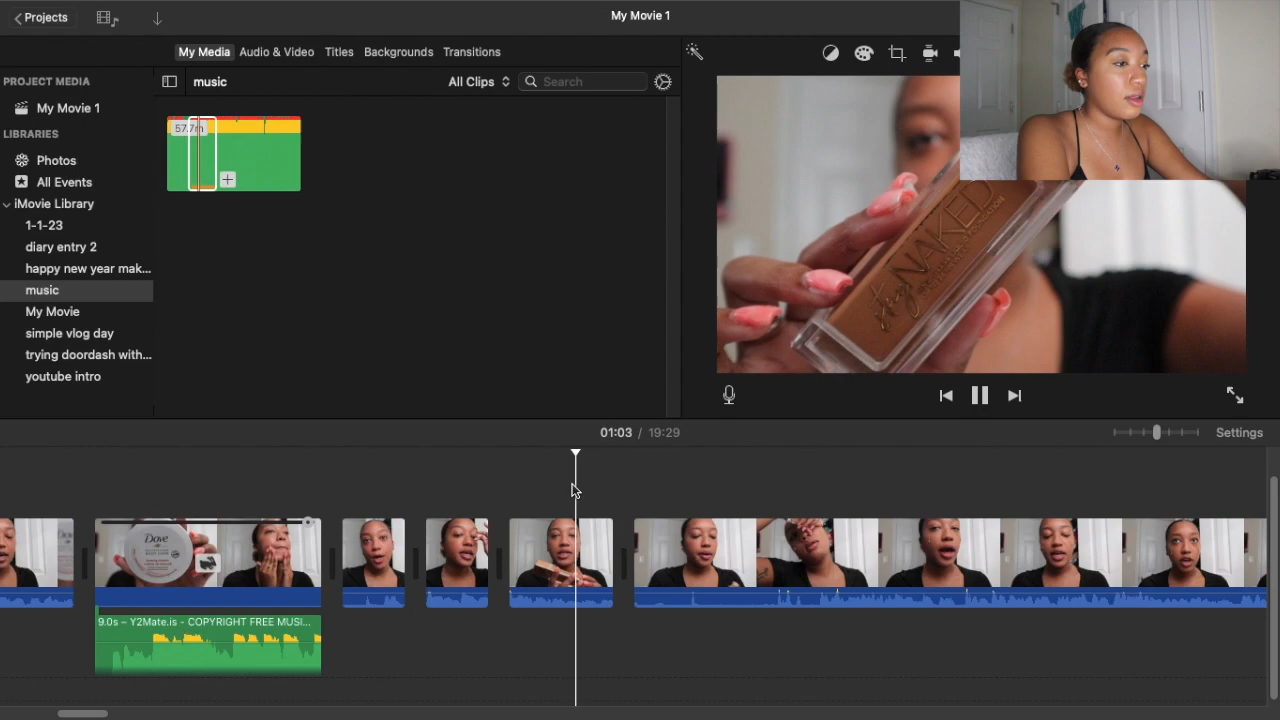 Projects
My Movie 1
My Media
Audio & Video
Titles
Backgrounds
Transitions
PROJECT MEDIA
music
All Clips
Search
My Movie 1
LIBRARIES
57.7m
Photos
All Events
iMovie Library
1-1-23
diary entry 2
happy new year mak...
music
My Movie
simple vlog day
trying doordash with...
youtube intro
stay NAKED
01:03 / 19:29
Settings
Dove
9.0s – Y2Mate.is - COPYRIGHT FREE MUSI...